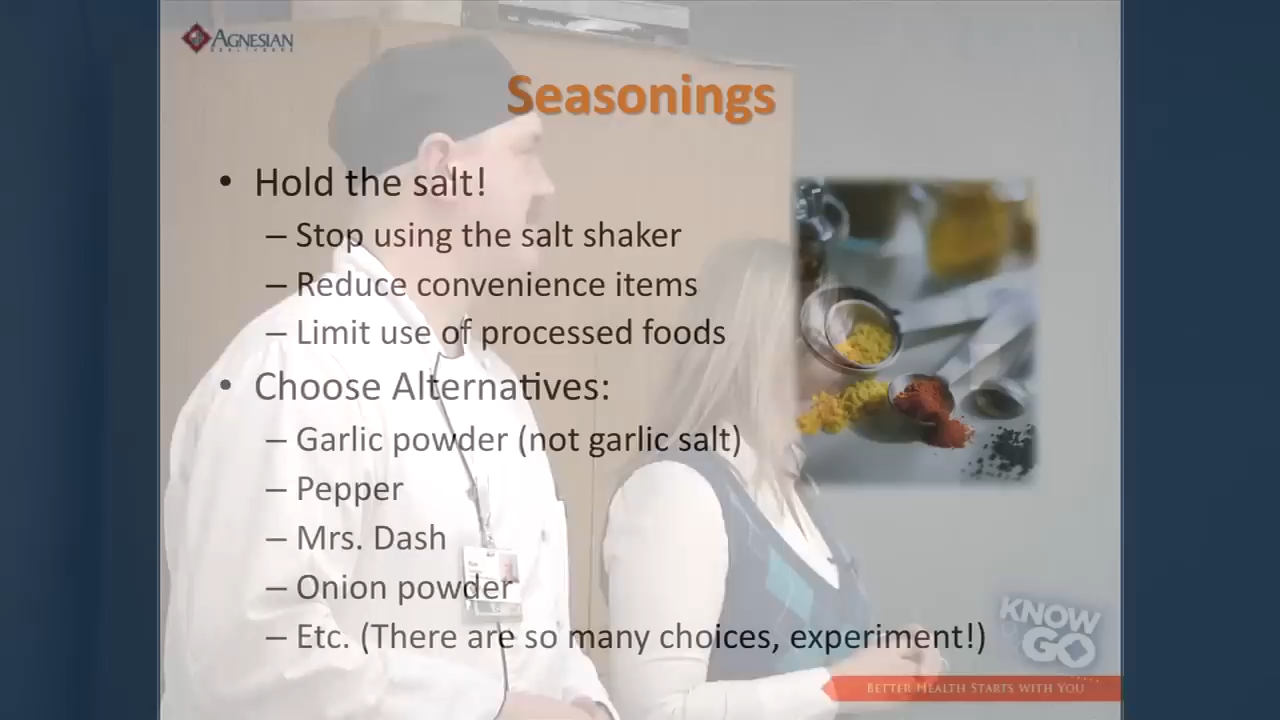 AGNESIAN
HEALTHCARE
Seasonings
• Hold the salt!
– Stop using the salt shaker
– Reduce convenience items
– Limit use of processed foods
• Choose Alternatives:
– Garlic powder (not garlic salt)
– Pepper
– Mrs. Dash
– Onion powder
– Etc. (There are so many choices, experiment!)
KNOW
GO
BETTER HEALTH STARTS WITH YOU